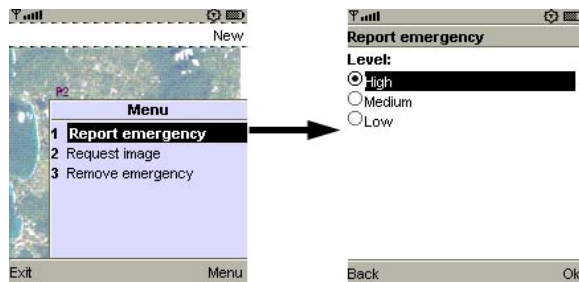 New
P2
Menu
1 Report emergency
2 Request image
3 Remove emergency
Exit Menu
Report emergency
Level:
High
Medium
Low
Back Ok